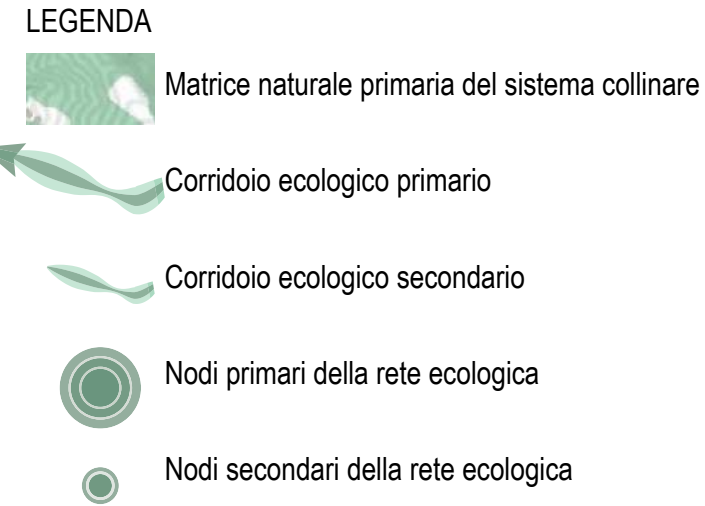 LEGENDA
Matrice naturale primaria del sistema collinare
Corridoio ecologico primario
Corridoio ecologico secondario
Nodi primari della rete ecologica
Nodi secondari della rete ecologica